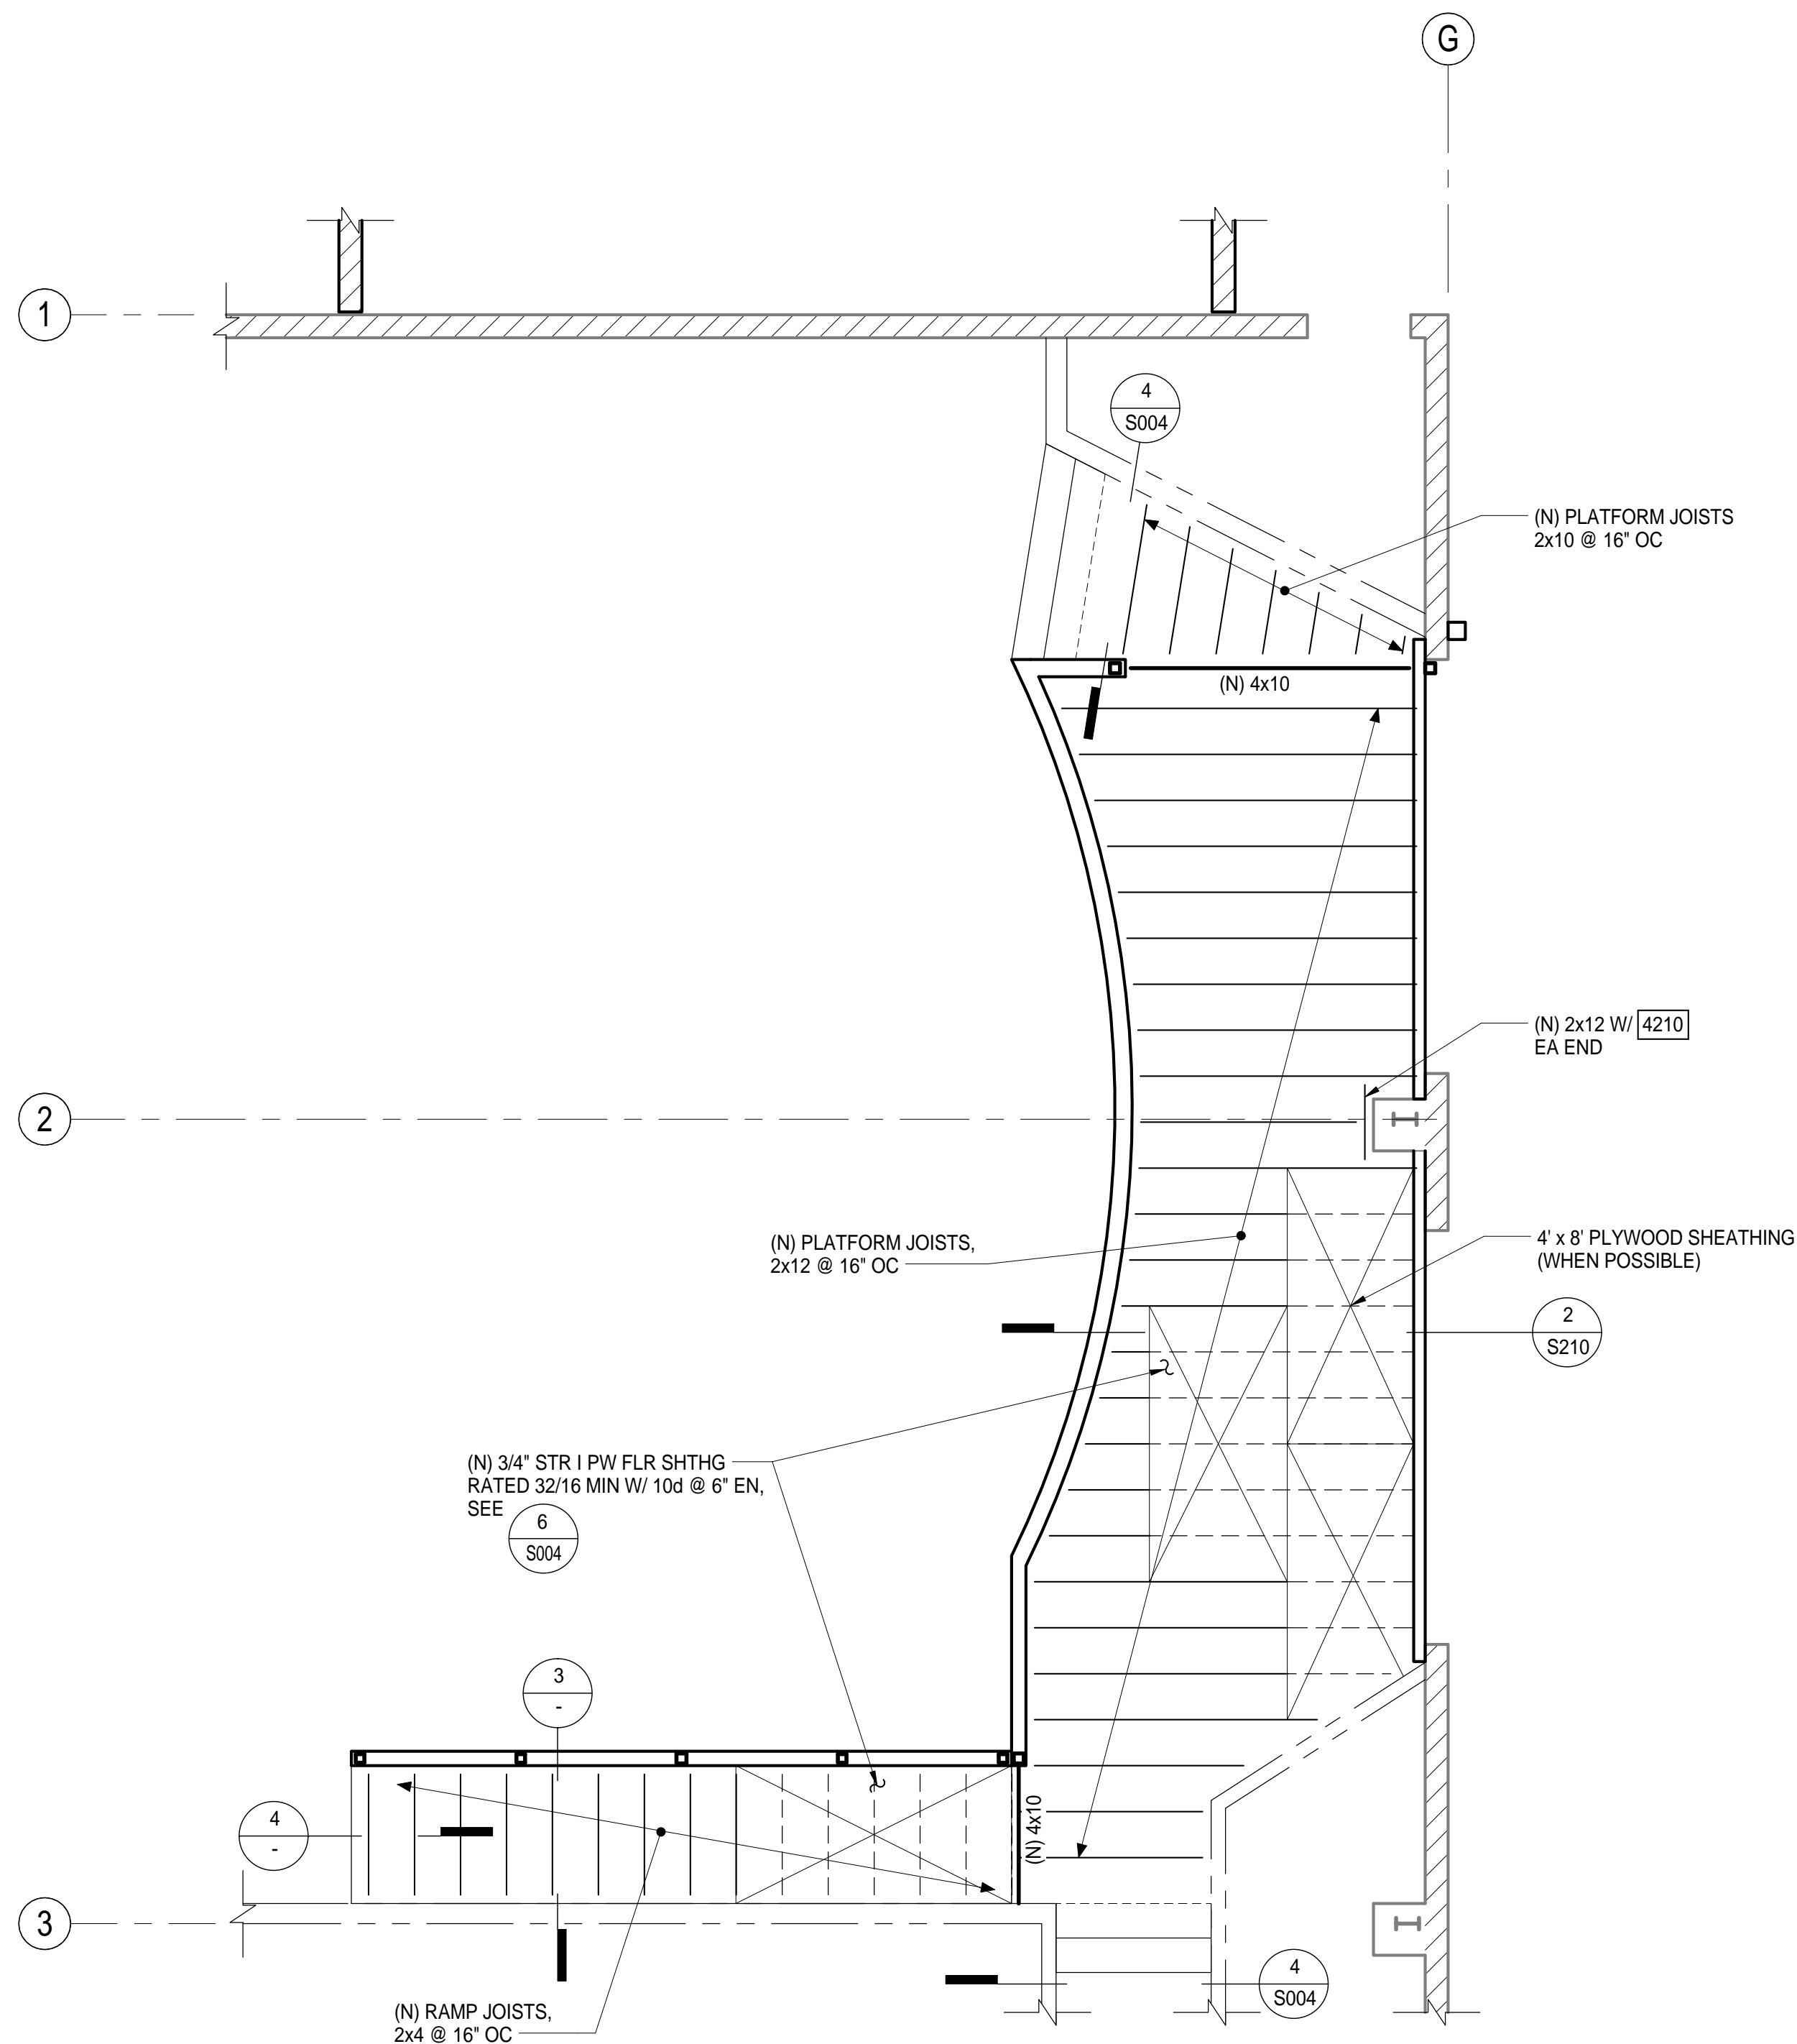 G
1
4
S004
(N) PLATFORM JOISTS
2x10 @ 16" OC
(N) 4x10
(N) 2x12 W/ 4210
EA END
2
(N) PLATFORM JOISTS,
2x12 @ 16" OC
4' x 8' PLYWOOD SHEATHING
(WHEN POSSIBLE)
2
S210
(N) 3/4" STR I PW FLR SHTHG
RATED 32/16 MIN W/ 10d @ 6" EN,
SEE
6
S004
3
-
4
-
(N) 4x10
3
4
S004
(N) RAMP JOISTS,
2x4 @ 16" OC